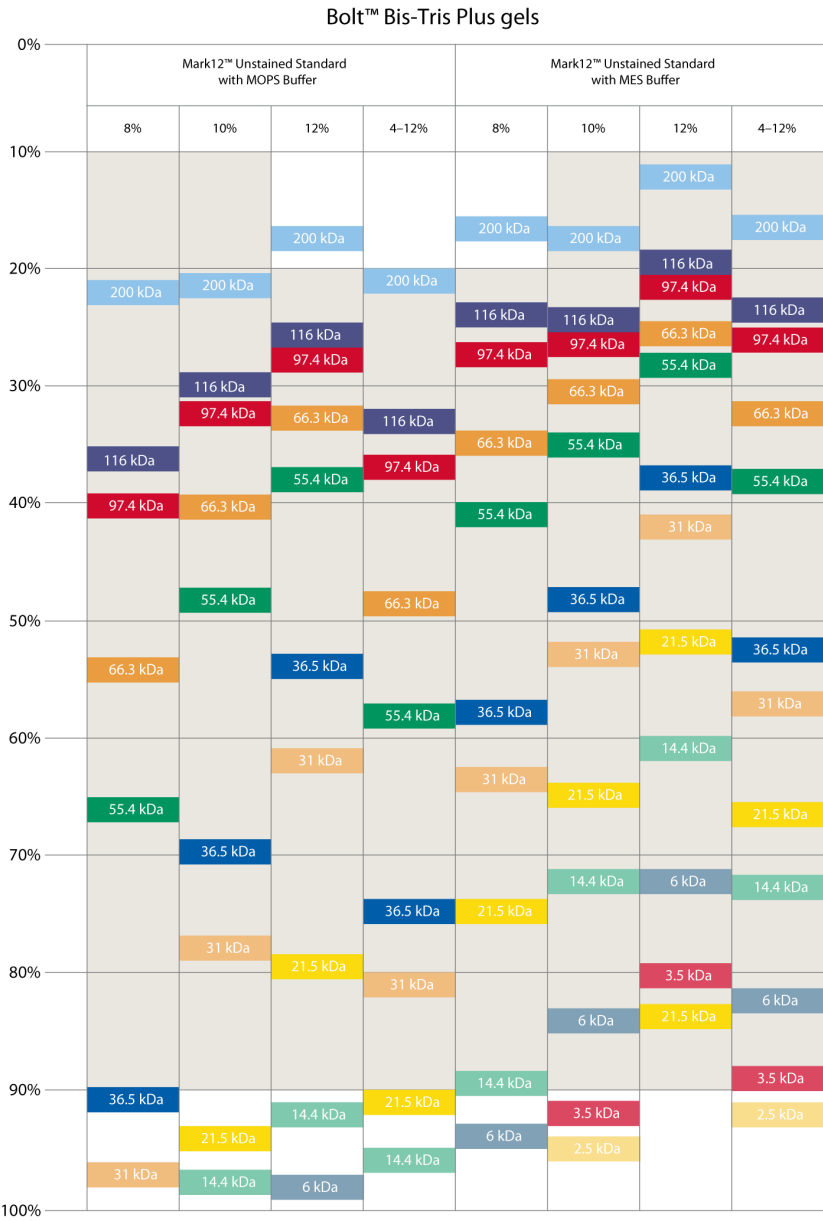 Bolt™ Bis-Tris Plus gels
0%
Mark12™ Unstained Standard
with MOPS Buffer
Mark12™ Unstained Standard
with MES Buffer
8%
10%
12%
4–12%
8%
10%
12%
4–12%
10%
200 kDa
200 kDa
200 kDa
200 kDa
200 kDa
116 kDa
20%
97.4 kDa
200 kDa
200 kDa
200 kDa
116 kDa
116 kDa
116 kDa
116 kDa
66.3 kDa
97.4 kDa
97.4 kDa
97.4 kDa
97.4 kDa
55.4 kDa
30%
116 kDa
66.3 kDa
97.4 kDa
66.3 kDa
116 kDa
66.3 kDa
66.3 kDa
55.4 kDa
116 kDa
97.4 kDa
55.4 kDa
36.5 kDa
55.4 kDa
40%
97.4 kDa
66.3 kDa
55.4 kDa
31 kDa
55.4 kDa
66.3 kDa
36.5 kDa
50%
21.5 kDa
36.5 kDa
31 kDa
66.3 kDa
36.5 kDa
31 kDa
55.4 kDa
36.5 kDa
60%
14.4 kDa
31 kDa
31 kDa
55.4 kDa
21.5 kDa
21.5 kDa
70%
36.5 kDa
14.4 kDa
6 kDa
14.4 kDa
36.5 kDa
21.5 kDa
31 kDa
80%
21.5 kDa
3.5 kDa
31 kDa
6 kDa
6 kDa
21.5 kDa
14.4 kDa
3.5 kDa
90%
36.5 kDa
21.5 kDa
14.4 kDa
3.5 kDa
2.5 kDa
21.5 kDa
6 kDa
2.5 kDa
14.4 kDa
31 kDa
14.4 kDa
6 kDa
100%